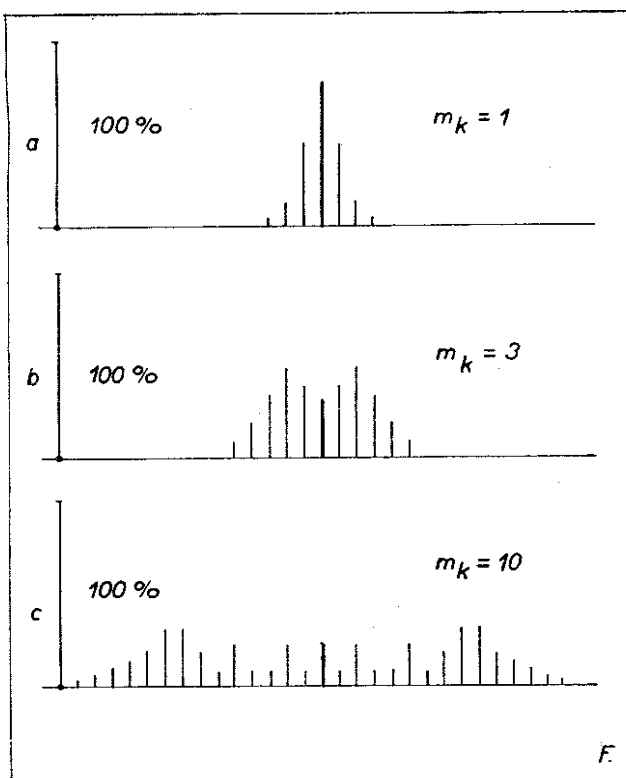 a 100 % m_k = 1
b 100 % m_k = 3
c 100 % m_k = 10
F.